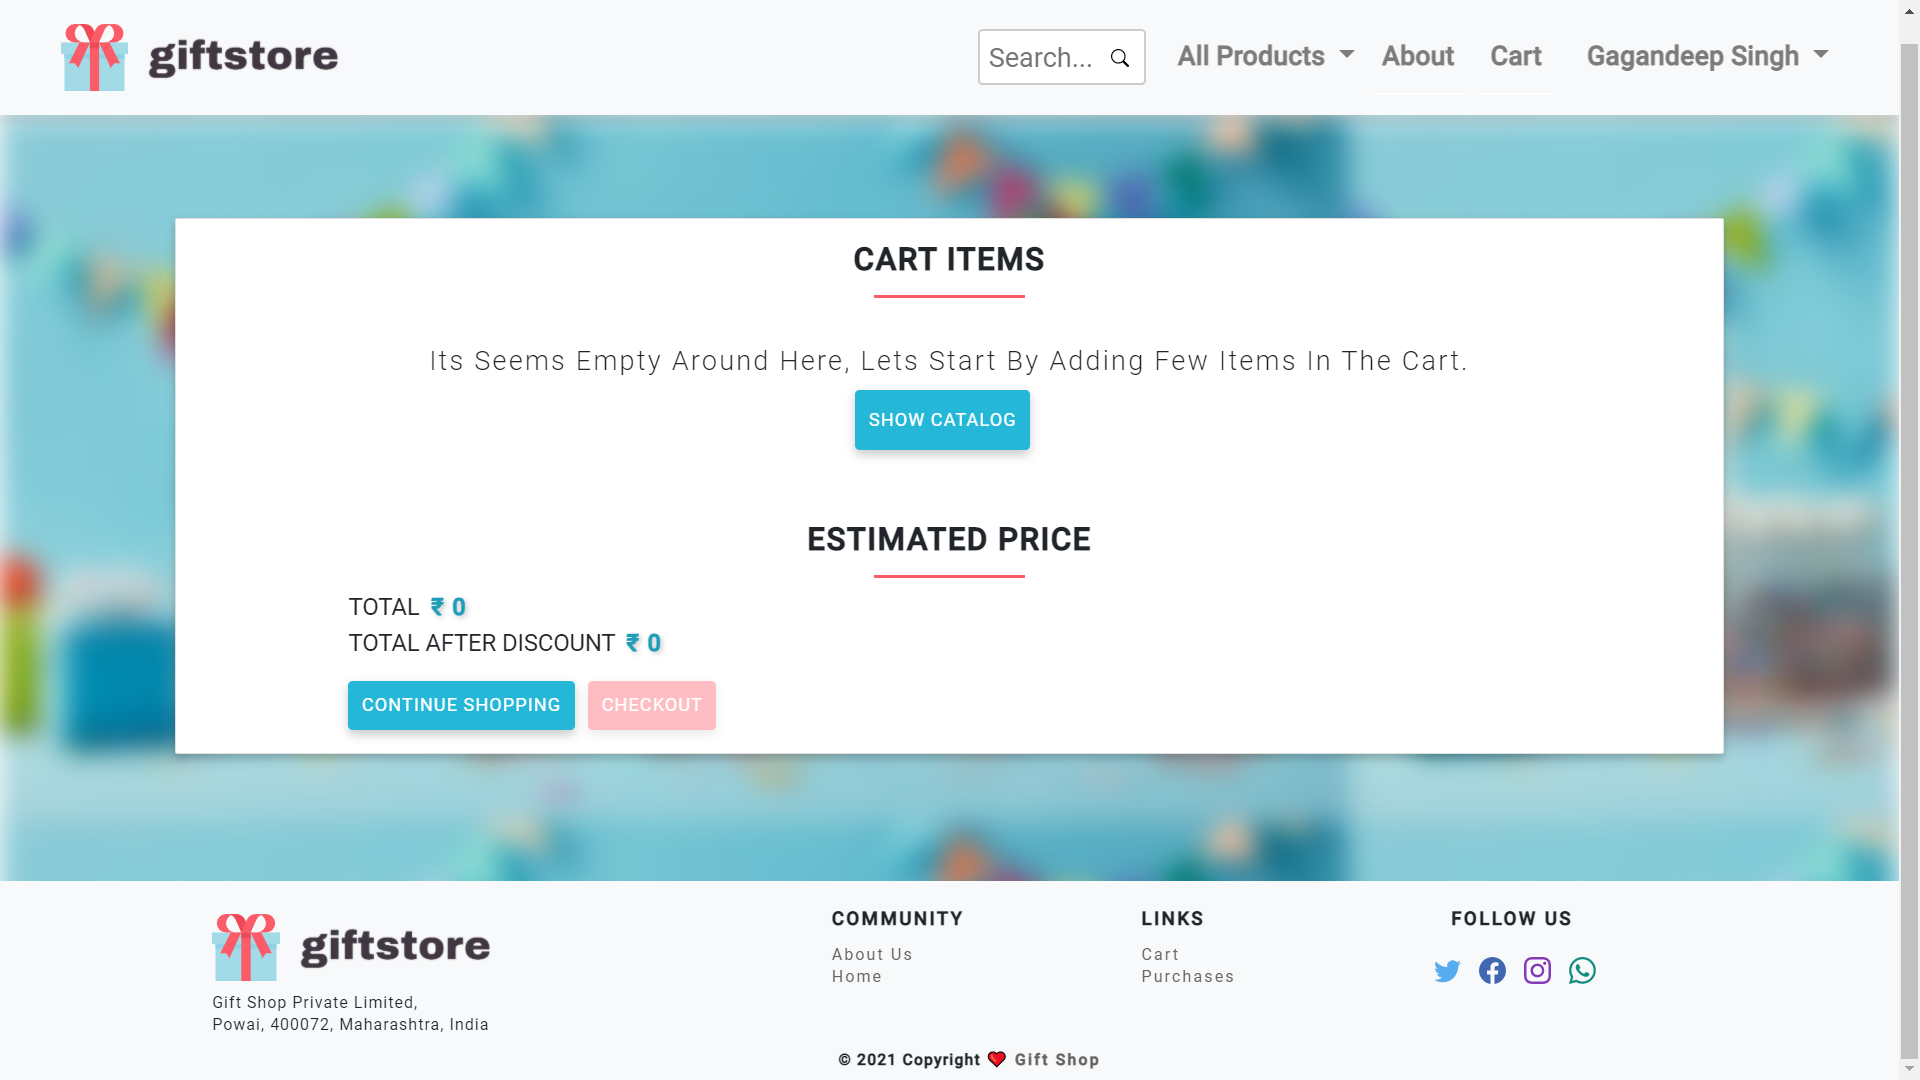 giftstore
Search...
All Products
About
Cart
Gagandeep Singh
CART ITEMS
Its Seems Empty Around Here, Lets Start By Adding Few Items In The Cart.
SHOW CATALOG
ESTIMATED PRICE
TOTAL ₹ 0
TOTAL AFTER DISCOUNT ₹ 0
CONTINUE SHOPPING
CHECKOUT
giftstore
Gift Shop Private Limited,
Powai, 400072, Maharashtra, India
COMMUNITY
About Us
Home
LINKS
Cart
Purchases
FOLLOW US
© 2021 Copyright ❤ Gift Shop